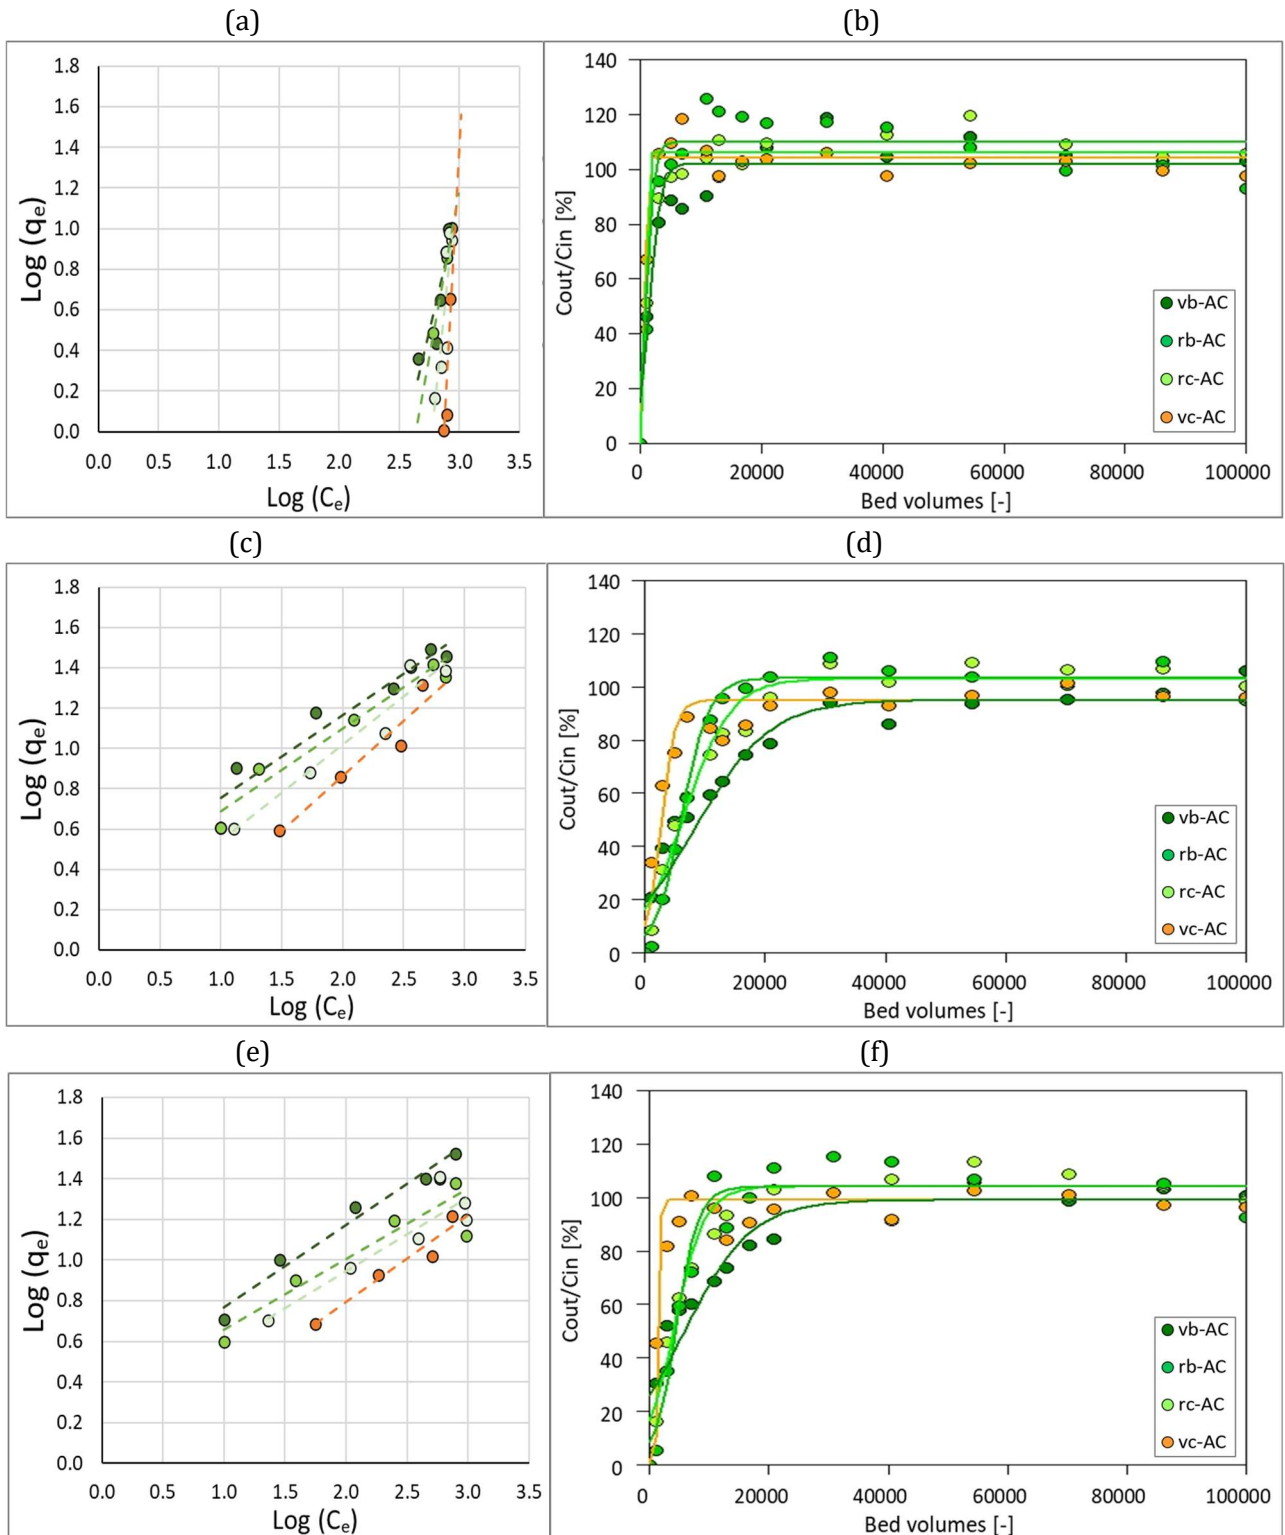 (a)
(b)
1.8
1.6
1.4
1.2
1.0
0.8
0.6
0.4
0.2
0.0
Log (qₑ)
0.0 0.5 1.0 1.5 2.0 2.5 3.0 3.5
Log (Cₑ)
140
120
100
80
60
40
20
0
Cout/Cin [%]
vb-AC
rb-AC
rc-AC
vc-AC
0 20000 40000 60000 80000 100000
Bed volumes [-]
(c)
(d)
1.8
1.6
1.4
1.2
1.0
0.8
0.6
0.4
0.2
0.0
Log (qₑ)
0.0 0.5 1.0 1.5 2.0 2.5 3.0 3.5
Log (Cₑ)
140
120
100
80
60
40
20
0
Cout/Cin [%]
vb-AC
rb-AC
rc-AC
vc-AC
0 20000 40000 60000 80000 100000
Bed volumes [-]
(e)
(f)
1.8
1.6
1.4
1.2
1.0
0.8
0.6
0.4
0.2
0.0
Log (qₑ)
0.0 0.5 1.0 1.5 2.0 2.5 3.0 3.5
Log (Cₑ)
140
120
100
80
60
40
20
0
Cout/Cin [%]
vb-AC
rb-AC
rc-AC
vc-AC
0 20000 40000 60000 80000 100000
Bed volumes [-]